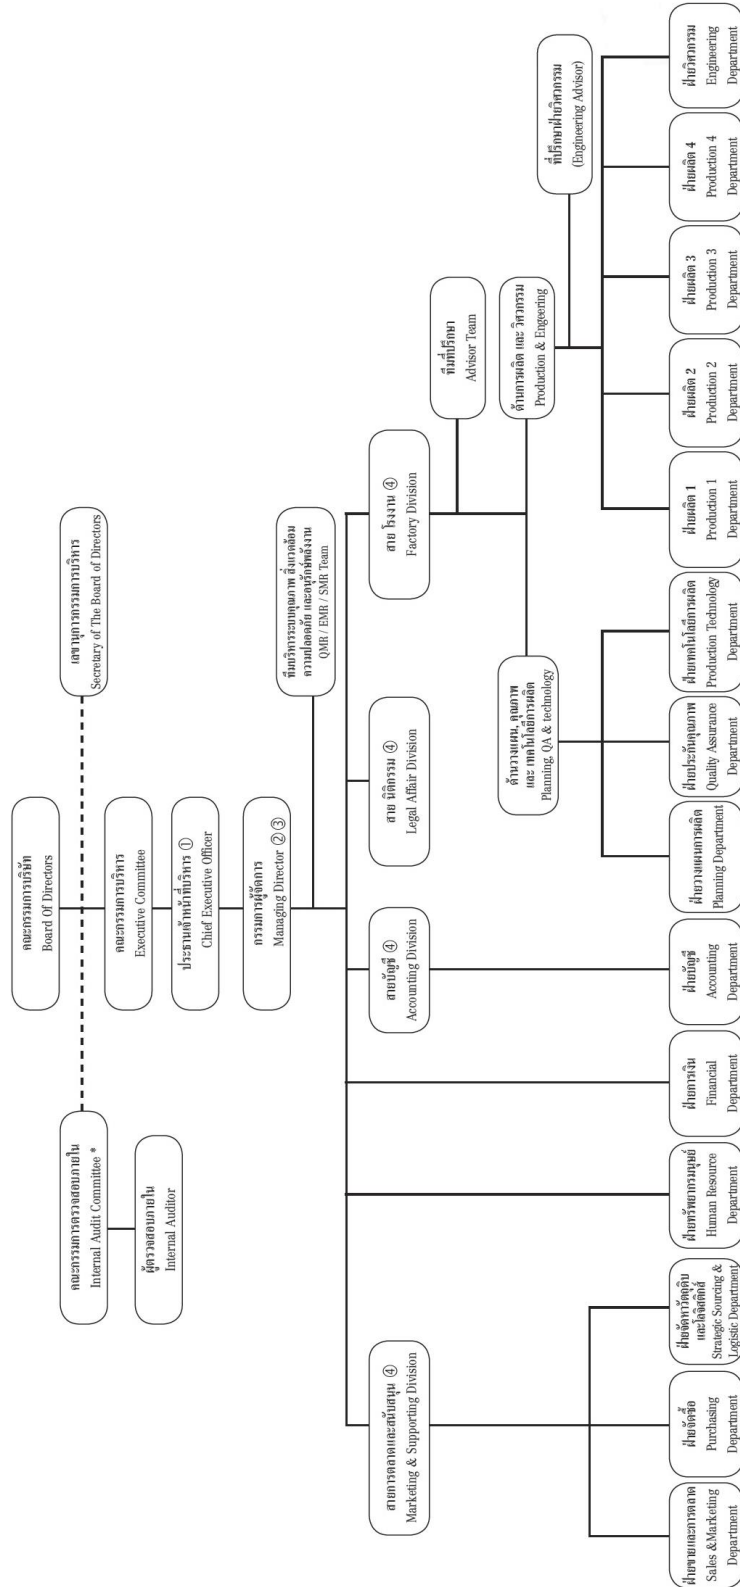 คณะกรรมการบริษัท
Board Of Directors
คณะกรรมการตรวจสอบภายใน
Internal Audit Committee *
เลขานุการกรรมการบริหาร
Secretary of The Board of Directors
ผู้ตรวจสอบภายใน
Internal Auditor
คณะกรรมการบริหาร
Executive Committee
ประธานเจ้าหน้าที่บริหาร ①
Chief Executive Officer
กรรมการผู้จัดการ
Managing Director ② ③
ทีมบริหารระบบคุณภาพ สิ่งแวดล้อม
ความปลอดภัย และอนุรักษ์พลังงาน
QMR / EMR / SMR Team
สายการตลาดและสนับสนุน ④
Marketing & Supporting Division
สายบัญชี ④
Accounting Division
สาย นิติกรรม ④
Legal Affair Division
สาย โรงงาน ④
Factory Division
ทีมที่ปรึกษา
Advisor Team
ด้านวางแผน, คุณภาพ
และ เทคโนโลยีการผลิต
Planning, QA & technology
ด้านการผลิต และ วิศวกรรม
Production & Engeering
ที่ปรึกษาฝ่ายวิศวกรรม
(Engineering Advisor)
ฝ่ายขายและการตลาด
Sales &Marketing
Department
ฝ่ายจัดซื้อ
Purchasing
Department
ฝ่ายจัดหาวัตถุดิบ
และโลจิสติกส์
Strategic Sourcing &
Logistic Department
ฝ่ายทรัพยากรมนุษย์
Human Resource
Department
ฝ่ายการเงิน
Financial
Department
ฝ่ายบัญชี
Accounting
Department
ฝ่ายวางแผนการผลิต
Planning Department
ฝ่ายประกันคุณภาพ
Quality Assurance
Department
ฝ่ายเทคโนโลยีการผลิต
Production Technology
Department
ฝ่ายผลิต 1
Production 1
Department
ฝ่ายผลิต 2
Production 2
Department
ฝ่ายผลิต 3
Production 3
Department
ฝ่ายผลิต 4
Production 4
Department
ฝ่ายวิศวกรรม
Engineering
Department